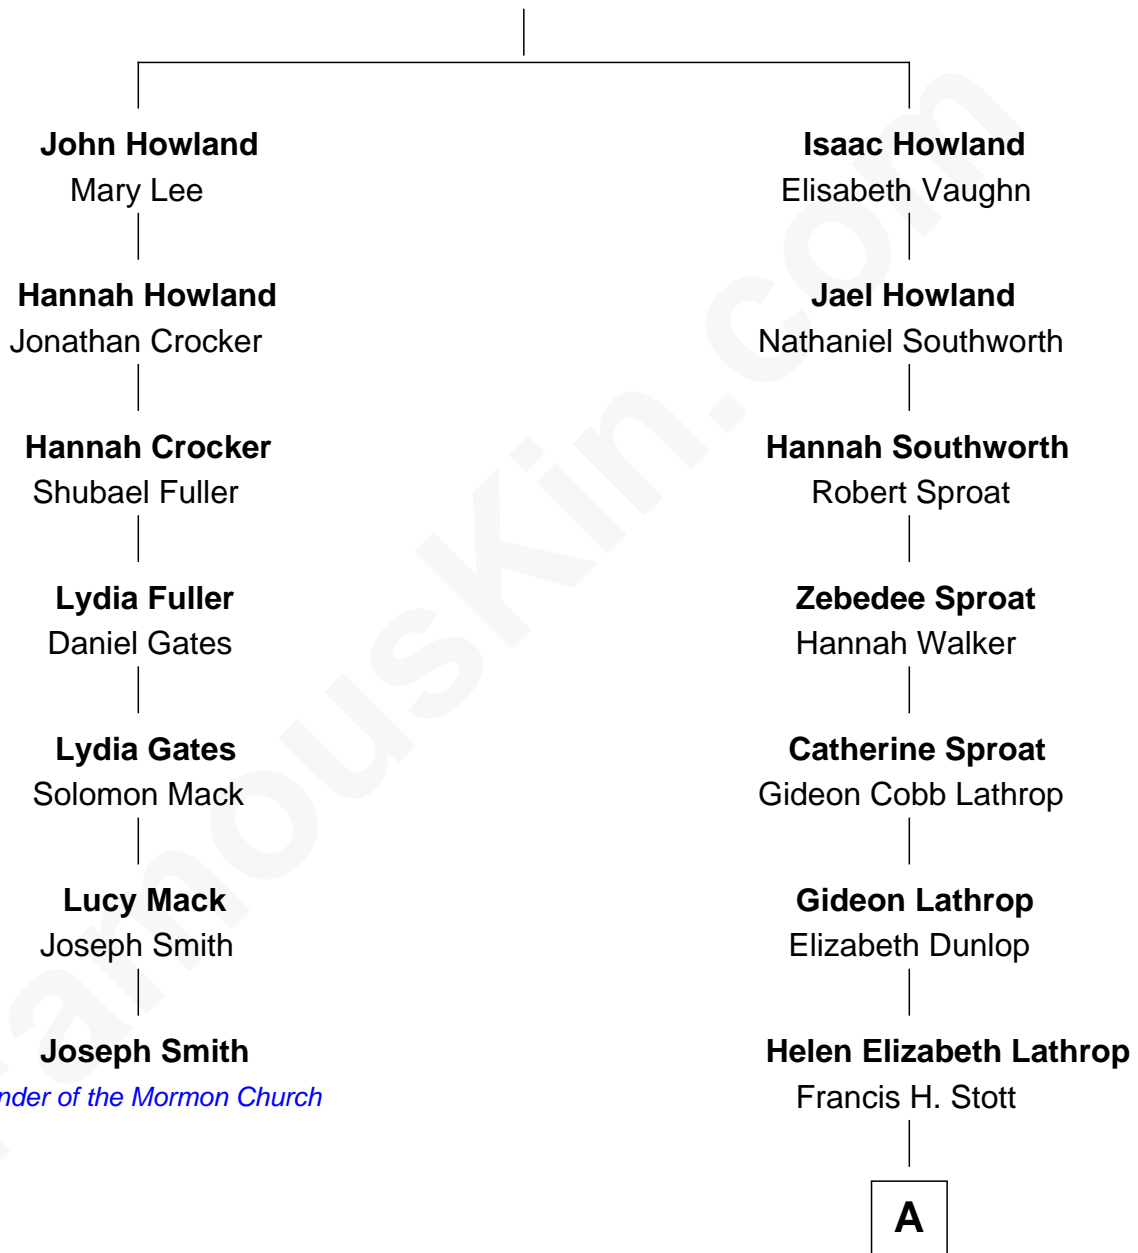 John Howland
Mary Lee
Hannah Howland
Jonathan Crocker
Hannah Crocker
Shubael Fuller
Lydia Fuller
Daniel Gates
Lydia Gates
Solomon Mack
Lucy Mack
Joseph Smith
Joseph Smith
nder of the Mormon Church
Isaac Howland
Elisabeth Vaughn
Jael Howland
Nathaniel Southworth
Hannah Southworth
Robert Sproat
Zebedee Sproat
Hannah Walker
Catherine Sproat
Gideon Cobb Lathrop
Gideon Lathrop
Elizabeth Dunlop
Helen Elizabeth Lathrop
Francis H. Stott
A
FamousKin.com